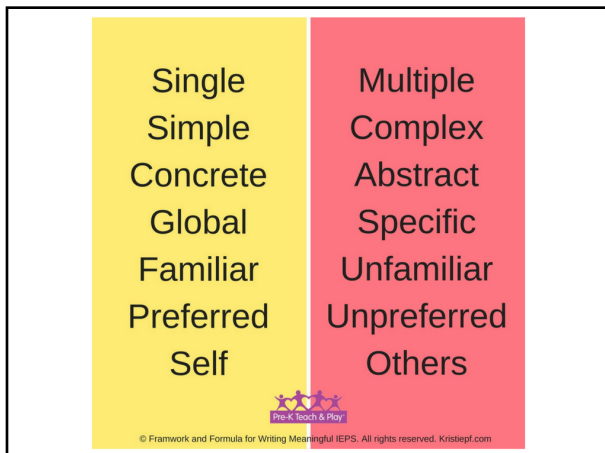 Single
Simple
Concrete
Global
Familiar
Preferred
Self
Multiple
Complex
Abstract
Specific
Unfamiliar
Unpreferred
Others
Pre-K Teach & Play
© Framwork and Formula for Writing Meaningful IEPS. All rights reserved. Kristiepf.com